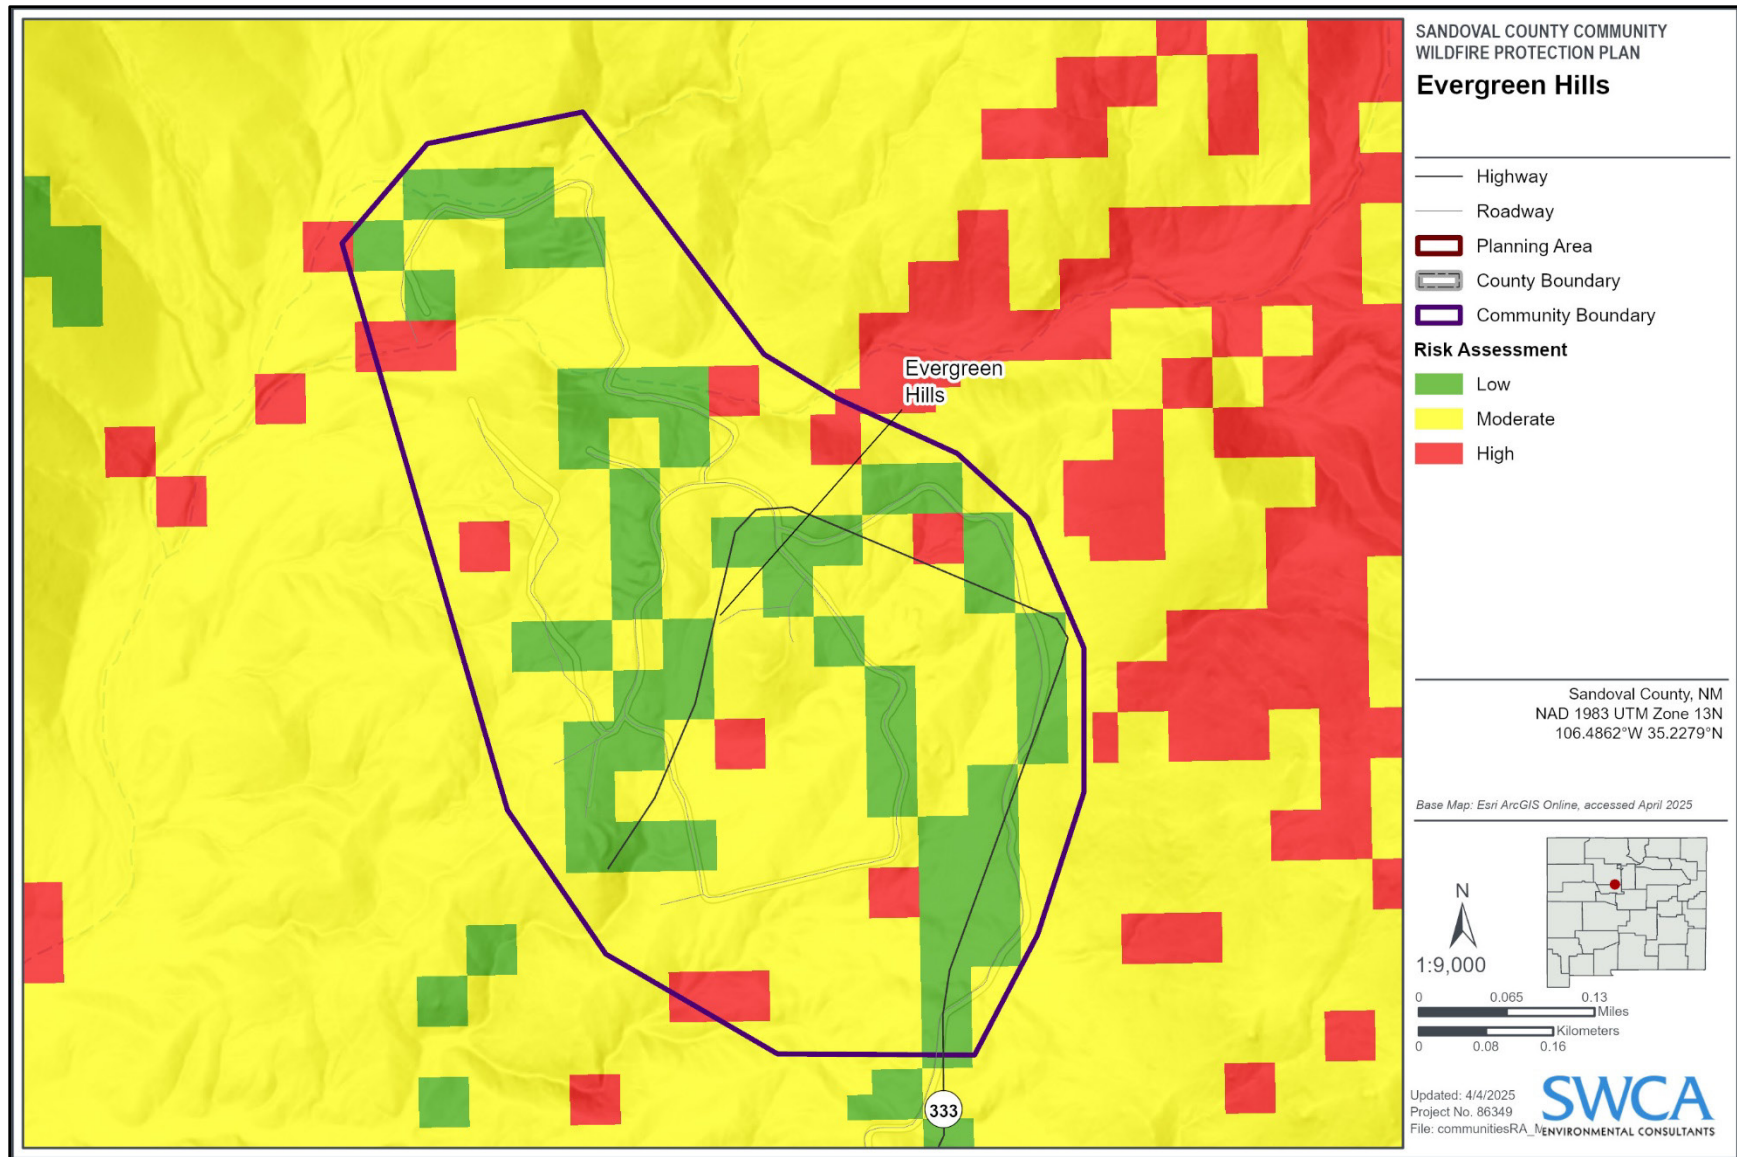 SANDOVAL COUNTY COMMUNITY
WILDFIRE PROTECTION PLAN
Evergreen Hills
Highway
Roadway
Planning Area
County Boundary
Community Boundary
Risk Assessment
Low
Moderate
High
Evergreen
Hills
333
Sandoval County, NM
NAD 1983 UTM Zone 13N
106.4862°W 35.2279°N
Base Map: Esri ArcGIS Online, accessed April 2025
N
1:9,000
0 0.065 0.13
Miles
Kilometers
0 0.08 0.16
Updated: 4/4/2025
Project No. 86349
File: communitiesRA_M
SWCA
ENVIRONMENTAL CONSULTANTS